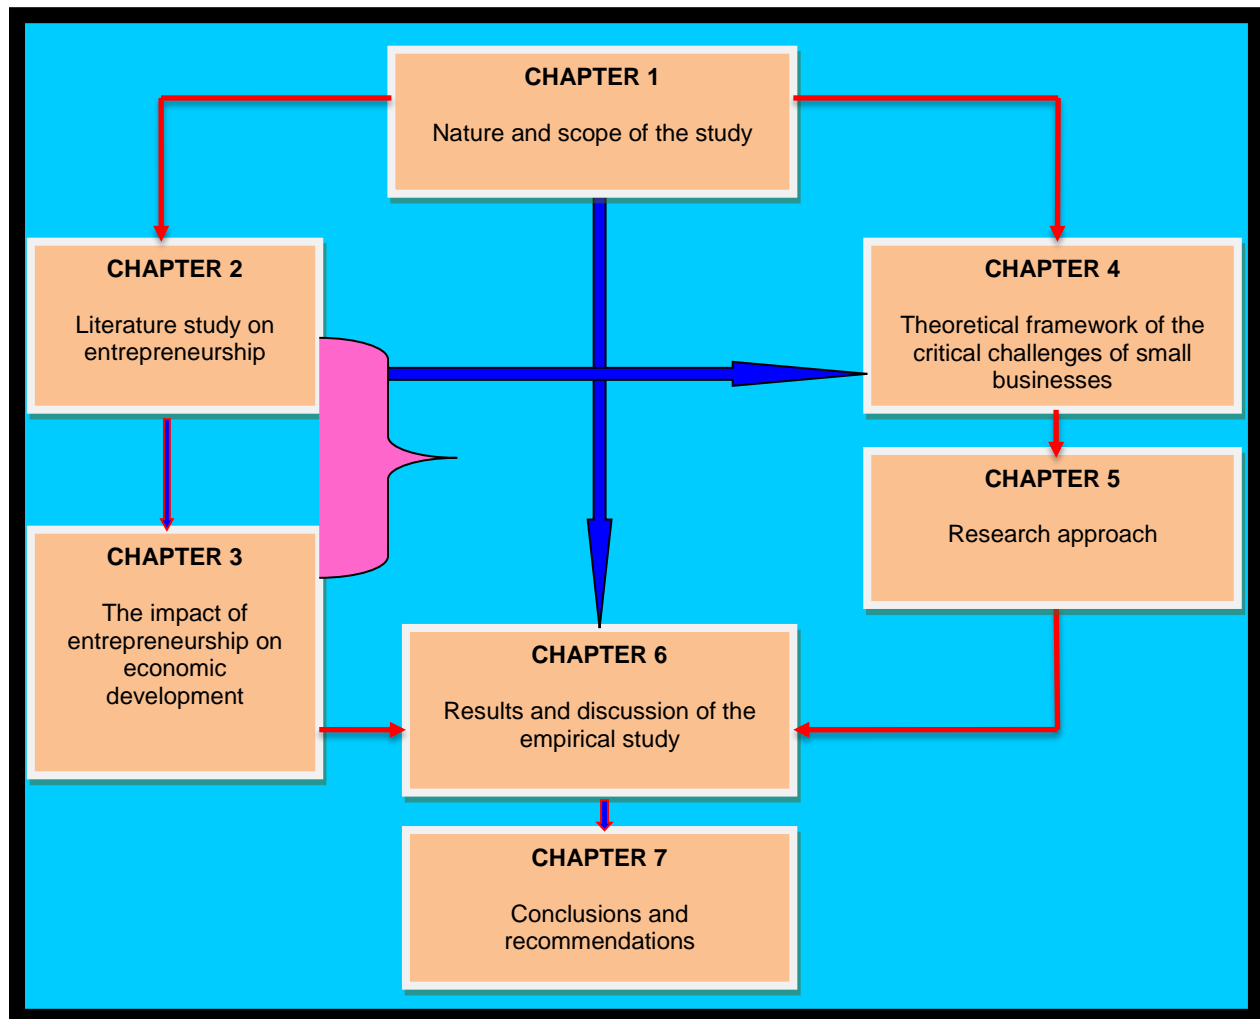 CHAPTER 1
Nature and scope of the study
CHAPTER 2
Literature study on
entrepreneurship
CHAPTER 4
Theoretical framework of the
critical challenges of small
businesses
CHAPTER 3
The impact of
entrepreneurship on
economic
development
CHAPTER 5
Research approach
CHAPTER 6
Results and discussion of the
empirical study
CHAPTER 7
Conclusions and
recommendations